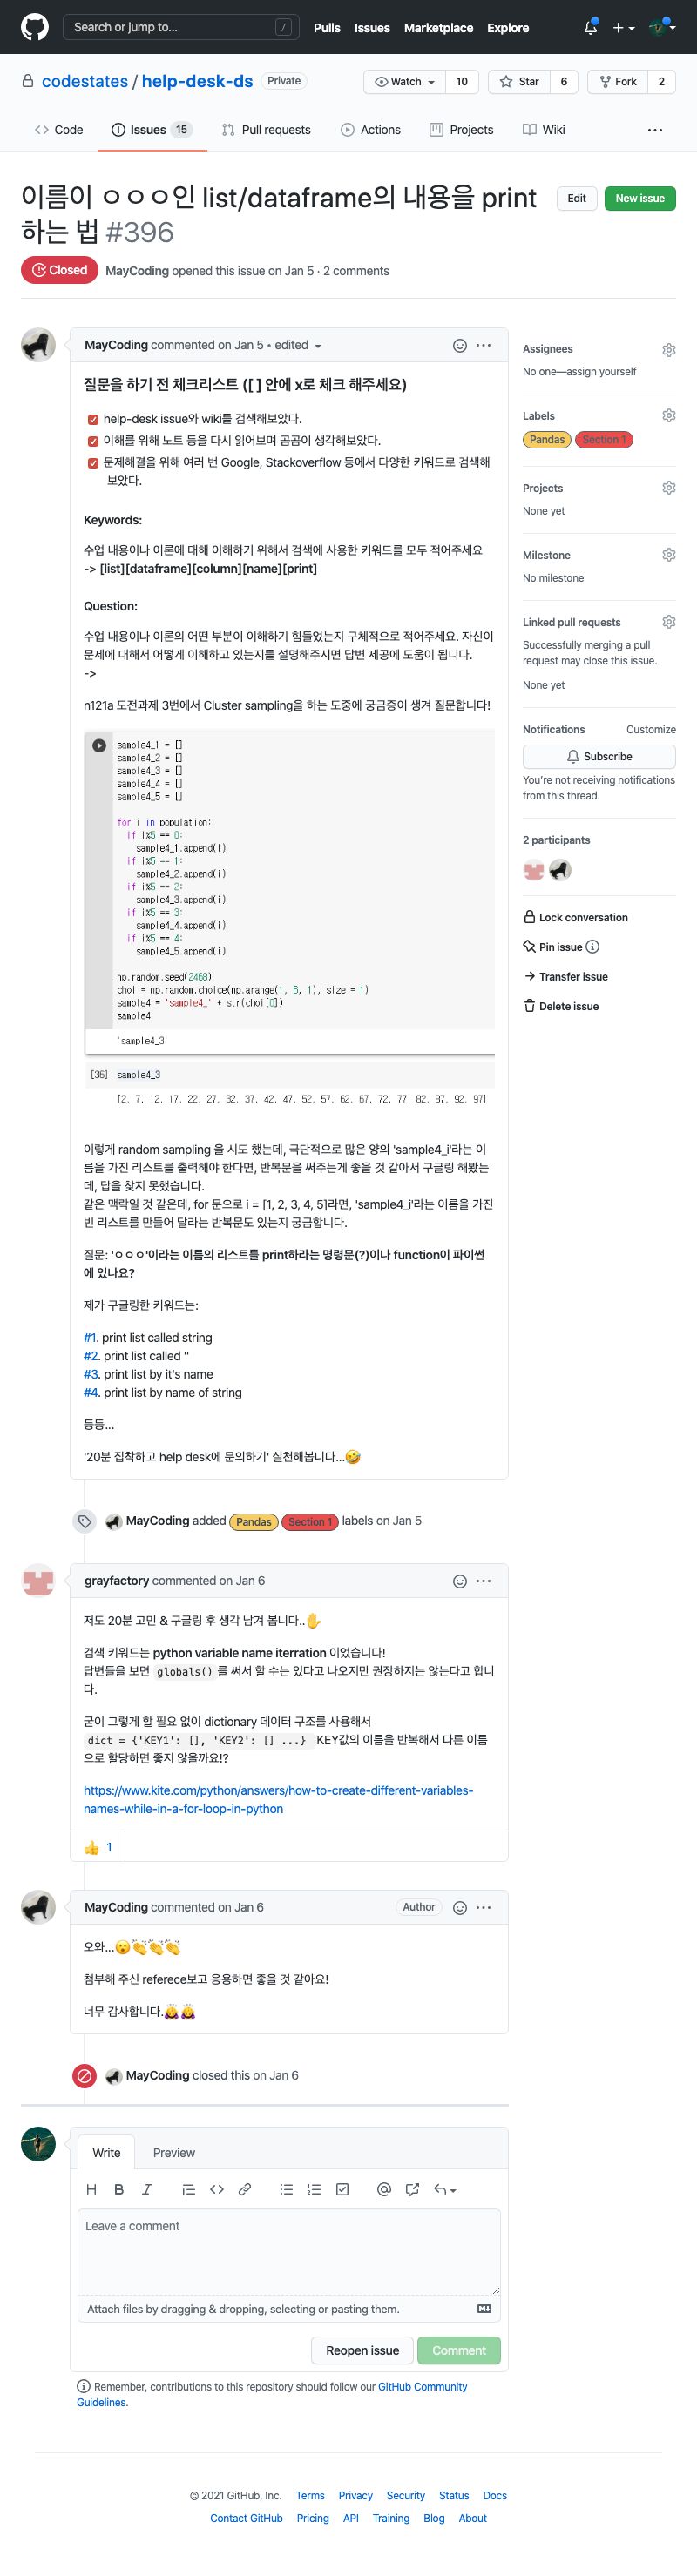 Search or jump to...
/
Pulls
Issues
Marketplace
Explore
codestates / help-desk-ds
Private
Watch
10
Star
6
Fork
2
Code
Issues 15
Pull requests
Actions
Projects
Wiki
이름이 ㅇㅇㅇ인 list/dataframe의 내용을 print
하는 법 #396
Edit
New issue
Closed
MayCoding opened this issue on Jan 5 · 2 comments
MayCoding commented on Jan 5 • edited
질문을 하기 전 체크리스트 ([ ] 안에 x로 체크 해주세요)
help-desk issue와 wiki를 검색해보았다.
이해를 위해 노트 등을 다시 읽어보며 곰곰이 생각해보았다.
문제해결을 위해 여러 번 Google, Stackoverflow 등에서 다양한 키워드로 검색해
보았다.
Keywords:
수업 내용이나 이론에 대해 이해하기 위해서 검색에 사용한 키워드를 모두 적어주세요
-> [list][dataframe][column][name][print]
Question:
수업 내용이나 이론의 어떤 부분이 이해하기 힘들었는지 구체적으로 적어주세요. 자신이
문제에 대해서 어떻게 이해하고 있는지를 설명해주시면 답변 제공에 도움이 됩니다.
->
n121a 도전과제 3번에서 Cluster sampling을 하는 도중에 궁금증이 생겨 질문합니다!
sample4_1 = []
sample4_2 = []
sample4_3 = []
sample4_4 = []
sample4_5 = []
for i in population:
if i%5 == 0:
sample4_1.append(i)
if i%5 == 1:
sample4_2.append(i)
if i%5 == 2:
sample4_3.append(i)
if i%5 == 3:
sample4_4.append(i)
if i%5 == 4:
sample4_5.append(i)
np.random.seed(2468)
choi = np.random.choice(np.arange(1, 6, 1), size = 1)
sample4 = 'sample4_' + str(choi[0])
sample4
'sample4_3'
[36] sample4_3
[2, 7, 12, 17, 22, 27, 32, 37, 42, 47, 52, 57, 62, 67, 72, 77, 82, 87, 92, 97]
이렇게 random sampling 을 시도 했는데, 극단적으로 많은 양의 'sample4_i'라는 이
름을 가진 리스트를 출력해야 한다면, 반복문을 써주는게 좋을 것 같아서 구글링 해봤는
데, 답을 찾지 못했습니다.
같은 맥락일 것 같은데, for 문으로 i = [1, 2, 3, 4, 5]라면, 'sample4_i'라는 이름을 가진
빈 리스트를 만들어 달라는 반복문도 있는지 궁금합니다.
질문: 'ㅇㅇㅇ'이라는 이름의 리스트를 print하라는 명령문(?)이나 function이 파이썬
에 있나요?
제가 구글링한 키워드는:
#1. print list called string
#2. print list called ''
#3. print list by it's name
#4. print list by name of string
등등...
'20분 집착하고 help desk에 문의하기' 실천해봅니다...🤣
MayCoding added Pandas Section 1 labels on Jan 5
grayfactory commented on Jan 6
저도 20분 고민 & 구글링 후 생각 남겨 봅니다..✋
검색 키워드는 python variable name iterration 이었습니다!
답변들을 보면 globals() 를 써서 할 수는 있다고 나오지만 권장하지는 않는다고 합니
다.
굳이 그렇게 할 필요 없이 dictionary 데이터 구조를 사용해서
dict = {'KEY1': [], 'KEY2': [] ...} KEY값의 이름을 반복해서 다른 이름
으로 할당하면 좋지 않을까요!?
https://www.kite.com/python/answers/how-to-create-different-variables-
names-while-in-a-for-loop-in-python
👍 1
MayCoding commented on Jan 6
Author
오와...😮👏👏👏
첨부해 주신 referece보고 응용하면 좋을 것 같아요!
너무 감사합니다.🙇‍♀️🙇‍♀️
MayCoding closed this on Jan 6
Write
Preview
Leave a comment
Attach files by dragging & dropping, selecting or pasting them.
Reopen issue
Comment
Remember, contributions to this repository should follow our GitHub Community
Guidelines.
Assignees
No one—assign yourself
Labels
Pandas
Section 1
Projects
None yet
Milestone
No milestone
Linked pull requests
Successfully merging a pull
request may close this issue.
None yet
Notifications
Customize
Subscribe
You're not receiving notifications
from this thread.
2 participants
Lock conversation
Pin issue
Transfer issue
Delete issue
© 2021 GitHub, Inc.
Terms
Privacy
Security
Status
Docs
Contact GitHub
Pricing
API
Training
Blog
About